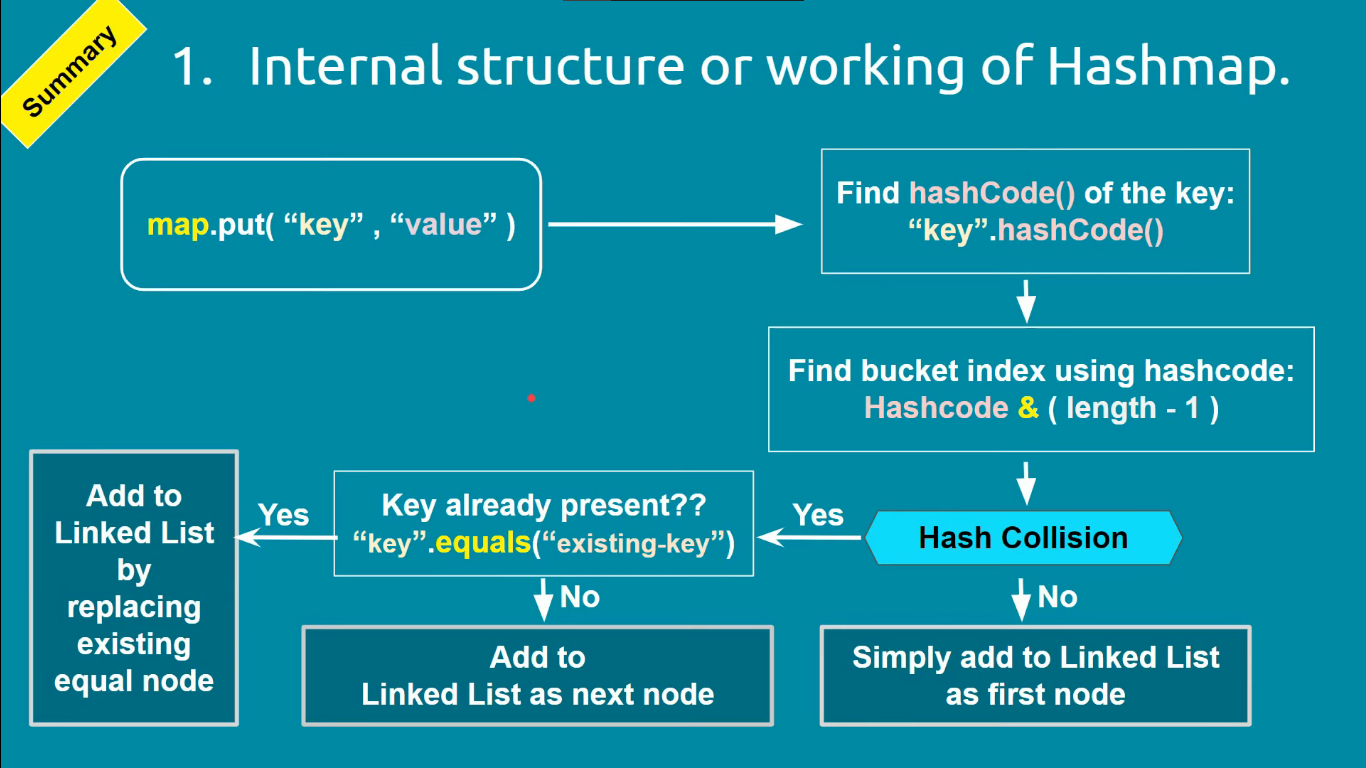 Summary
1. Internal structure or working of Hashmap.
map.put( “key” , “value” )
Find hashCode() of the key:
“key”.hashCode()
Find bucket index using hashcode:
Hashcode & ( length - 1 )
Hash Collision
Yes
No
Key already present??
“key”.equals(“existing-key”)
Yes
No
Add to
Linked List
by
replacing
existing
equal node
Add to
Linked List as next node
Simply add to Linked List
as first node